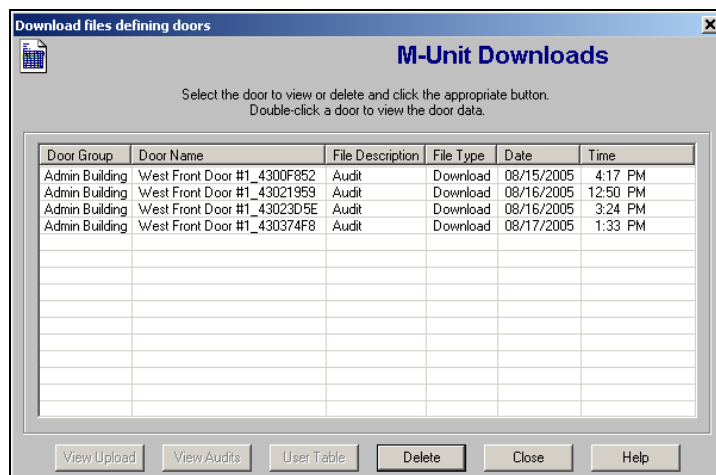 Download files defining doors
M-Unit Downloads
Select the door to view or delete and click the appropriate button.
Double-click a door to view the door data.
Door Group Door Name File Description File Type Date Time
Admin Building West Front Door #1_4300F852 Audit Download 08/15/2005 4:17 PM
Admin Building West Front Door #1_43021959 Audit Download 08/16/2005 12:50 PM
Admin Building West Front Door #1_43023D5E Audit Download 08/16/2005 3:24 PM
Admin Building West Front Door #1_430374F8 Audit Download 08/17/2005 1:33 PM
View Upload View Audits User Table Delete Close Help